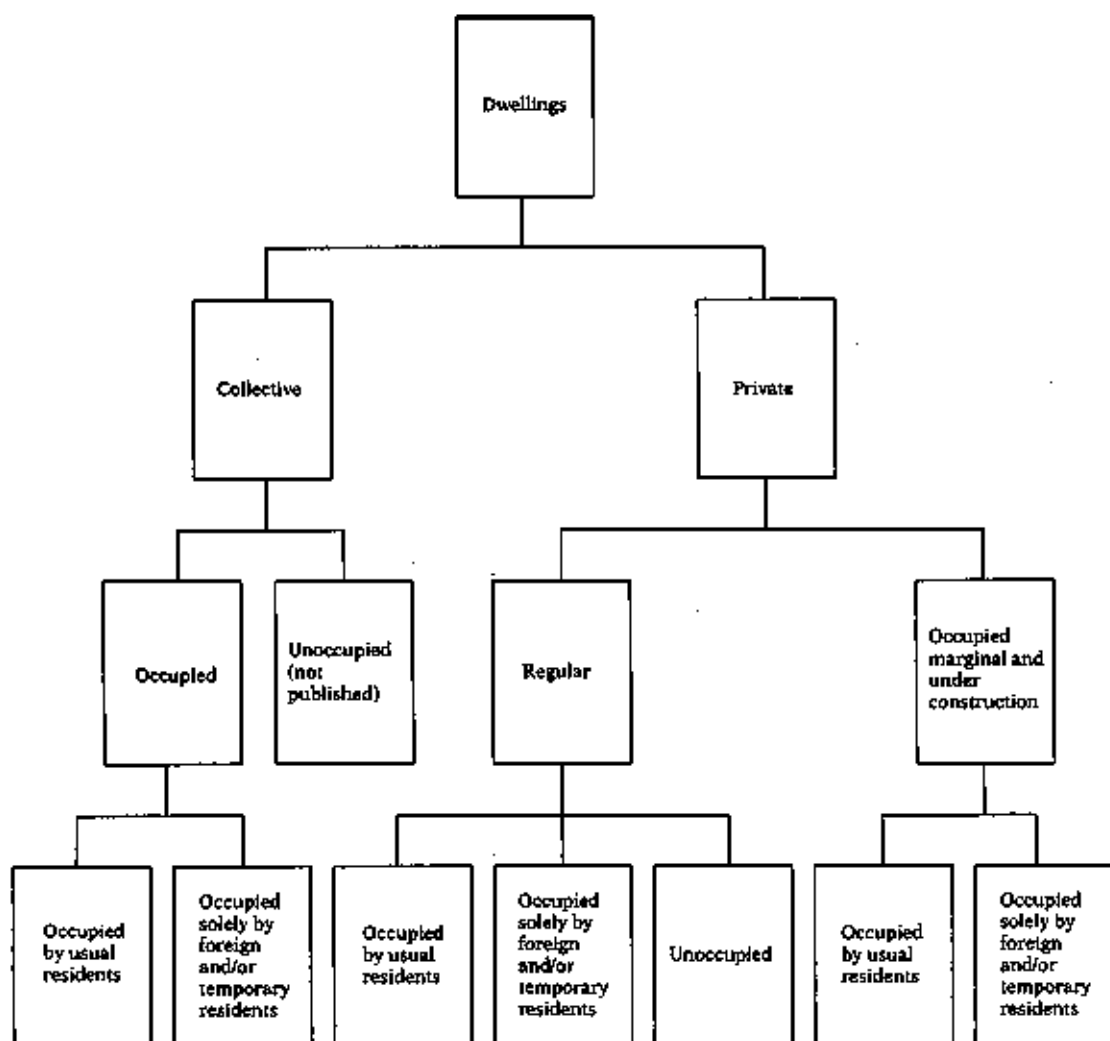 Dwellings
Collective
Private
Occupied
Unoccupied
(not
published)
Regular
Occupied
marginal and
under
construction
Occupied
by usual
residents
Occupied
solely by
foreign
and/or
temporary
residents
Occupied
by usual
residents
Occupied
solely by
foreign
and/or
temporary
residents
Unoccupied
Occupied
by usual
residents
Occupied
solely by
foreign
and/or
temporary
residents